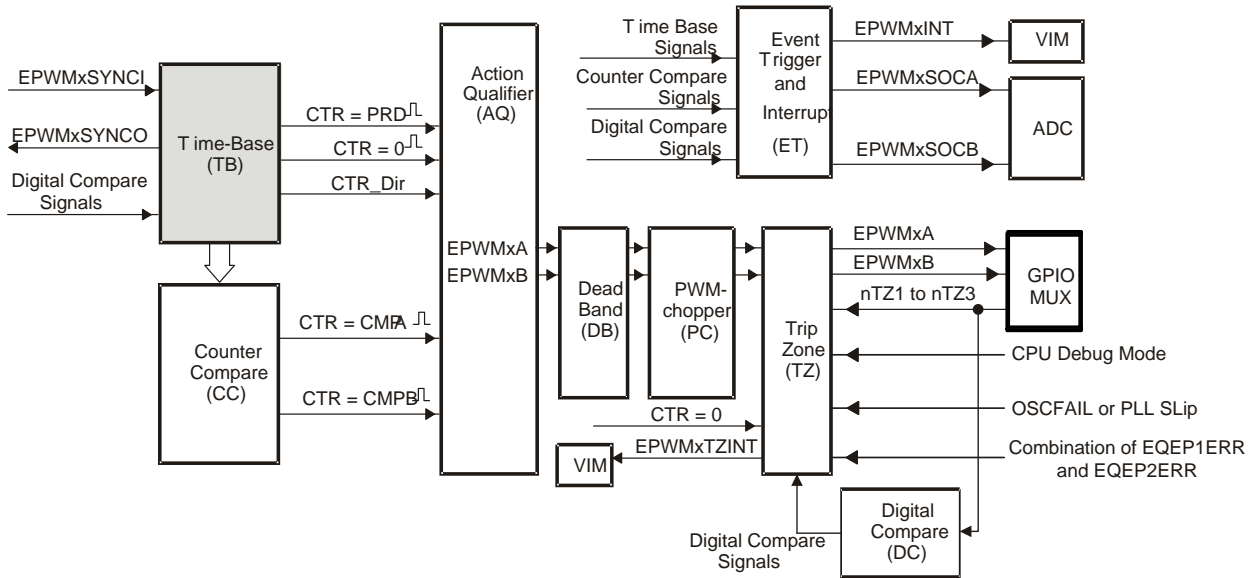 EPWMxSYNCI
EPWMxSYNCO
Digital Compare
Signals
Time-Base
(TB)
CTR = PRD
CTR = 0
CTR_Dir
Counter
Compare
(CC)
CTR = CMPA
CTR = CMPB
Action
Qualifier
(AQ)
EPWMxA
EPWMxB
Time Base
Signals
Counter Compare
Signals
Digital Compare
Signals
Event
Trigger
and
Interrupt
(ET)
EPWMxINT
EPWMxSOCA
EPWMxSOCB
VIM
ADC
Dead
Band
(DB)
PWM-
chopper
(PC)
Trip
Zone
(TZ)
EPWMxA
EPWMxB
nTZ1 to nTZ3
GPIO
MUX
CPU Debug Mode
OSCFAIL or PLL SLip
Combination of EQEP1ERR
and EQEP2ERR
CTR = 0
EPWMxTZINT
VIM
Digital Compare
Signals
Digital
Compare
(DC)